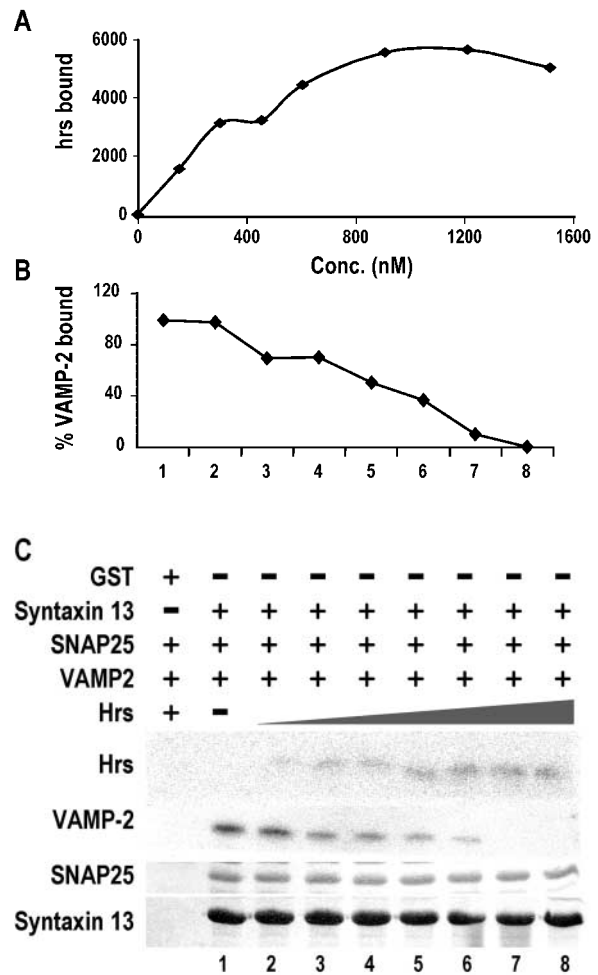 A
6000
4000
2000
0
hrs bound
0 400 800 1200 1600
Conc. (nM)
B
120
80
40
0
% VAMP-2 bound
1 2 3 4 5 6 7 8
C
GST + - - - - - - - -
Syntaxin 13 - + + + + + + + +
SNAP25 + + + + + + + + +
VAMP2 + + + + + + + + +
Hrs + -
Hrs
VAMP-2
SNAP25
Syntaxin 13
1 2 3 4 5 6 7 8